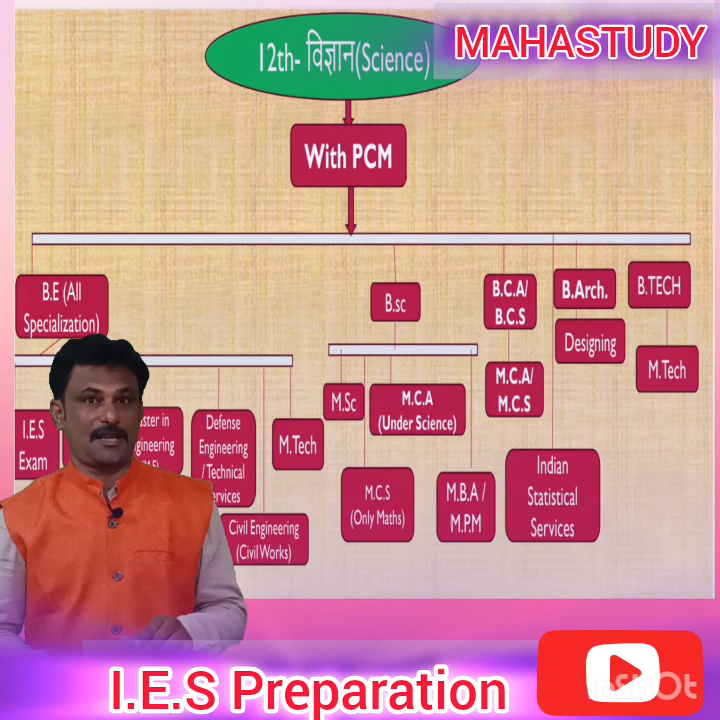 MAHASTUDY
12th- विज्ञान(Science)
With PCM
B.E (All
Specialization)
B.sc
B.C.A/
B.C.S
B.Arch.
B.TECH
Designing
M.Tech
M.Sc
M.C.A
(Under Science)
M.C.A/
M.C.S
I.E.S
Exam
in
Defense
Engineering
/ Technical
M.Tech
M.C.S
(Only Maths)
M.B.A /
M.P.M
Indian
Statistical
Services
Civil Engineering
(Civil Works)
I.E.S Preparation